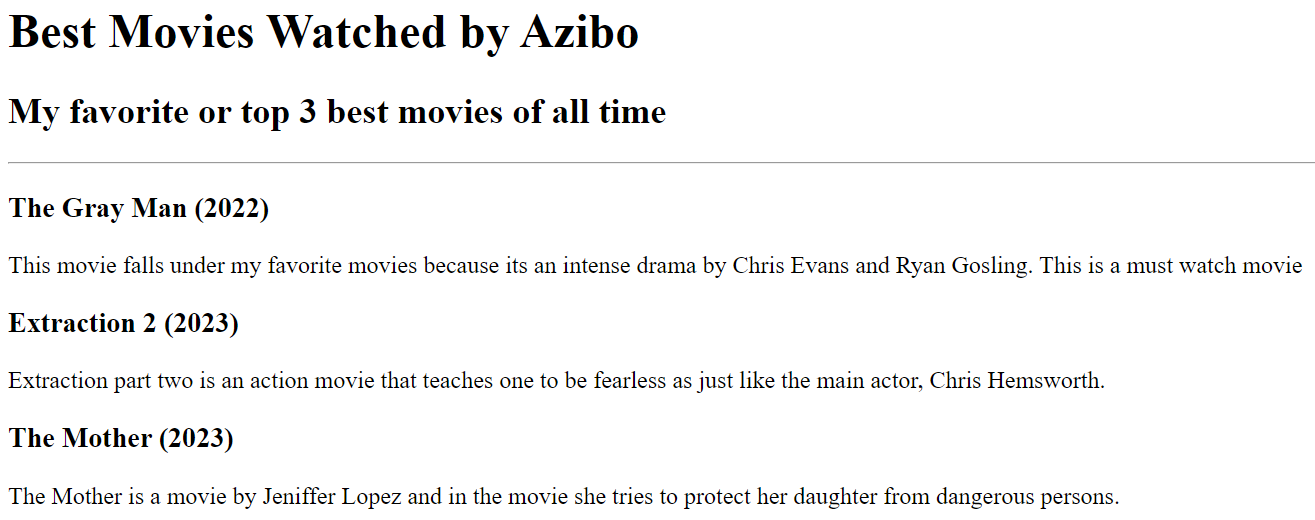 Best Movies Watched by Azibo
My favorite or top 3 best movies of all time
The Gray Man (2022)
This movie falls under my favorite movies because its an intense drama by Chris Evans and Ryan Gosling. This is a must watch movie
Extraction 2 (2023)
Extraction part two is an action movie that teaches one to be fearless as just like the main actor, Chris Hemsworth.
The Mother (2023)
The Mother is a movie by Jeniffer Lopez and in the movie she tries to protect her daughter from dangerous persons.